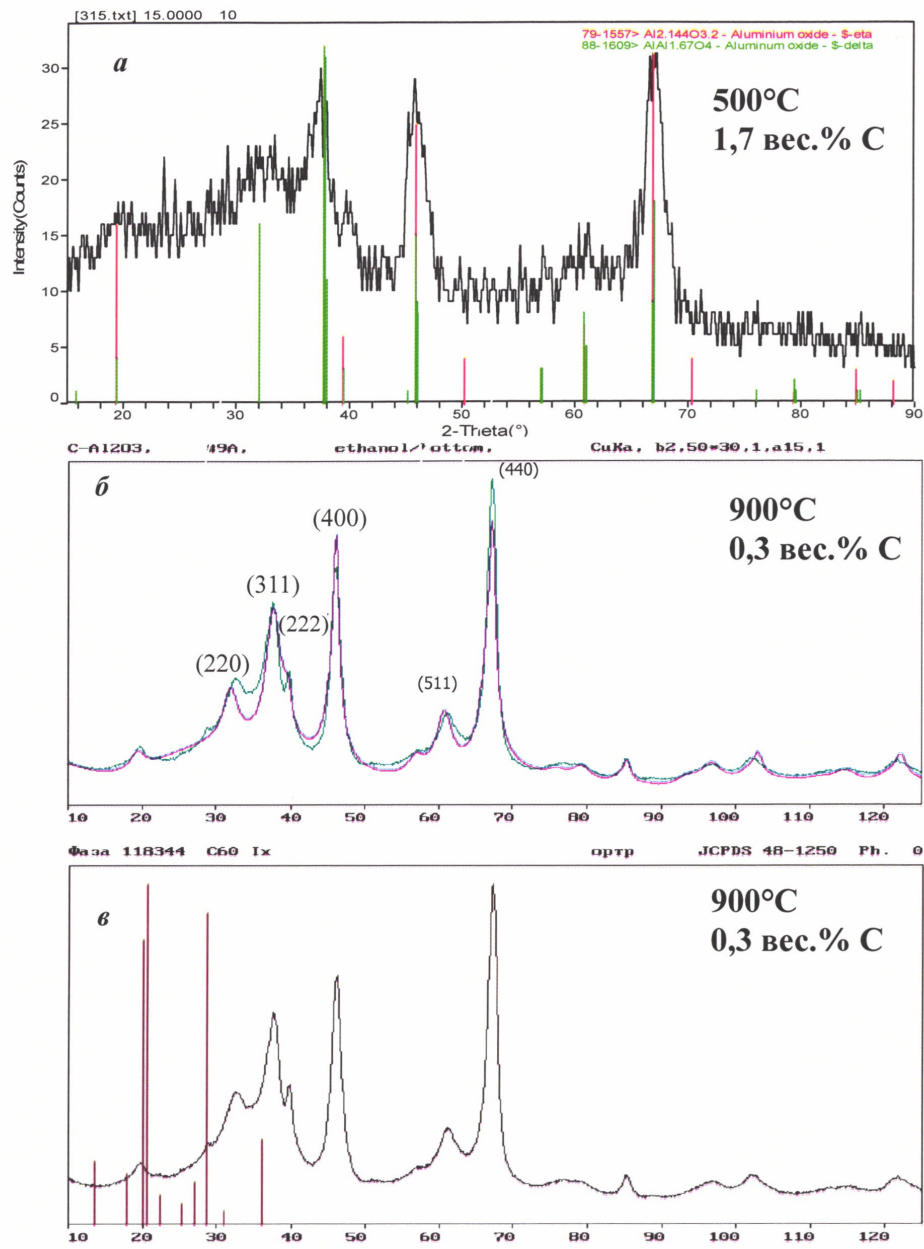 [315.txt] 15.0000 10
79-1557> Al2.144O3.2 - Aluminium oxide - $-eta
88-1609> AlAl1.67O4 - Aluminum oxide - $-delta
а
500°C
1,7 вес.% C
Intensity(Counts)
30
25
20
15
10
5
0
20 30 40 50 60 70 80 90
2-Theta(°)
C-Al2O3, #9A, ethanol/bottom, CuKa, b2,50=30,1,a15,1
б
(220)
(311)
(222)
(400)
(511)
(440)
900°C
0,3 вес.% C
10 20 30 40 50 60 70 80 90 100 110 120
Фаза 118344 C60 Ix ортр JCPDS 48-1250 Ph. 0
в
900°C
0,3 вес.% C
10 20 30 40 50 60 70 80 90 100 110 120